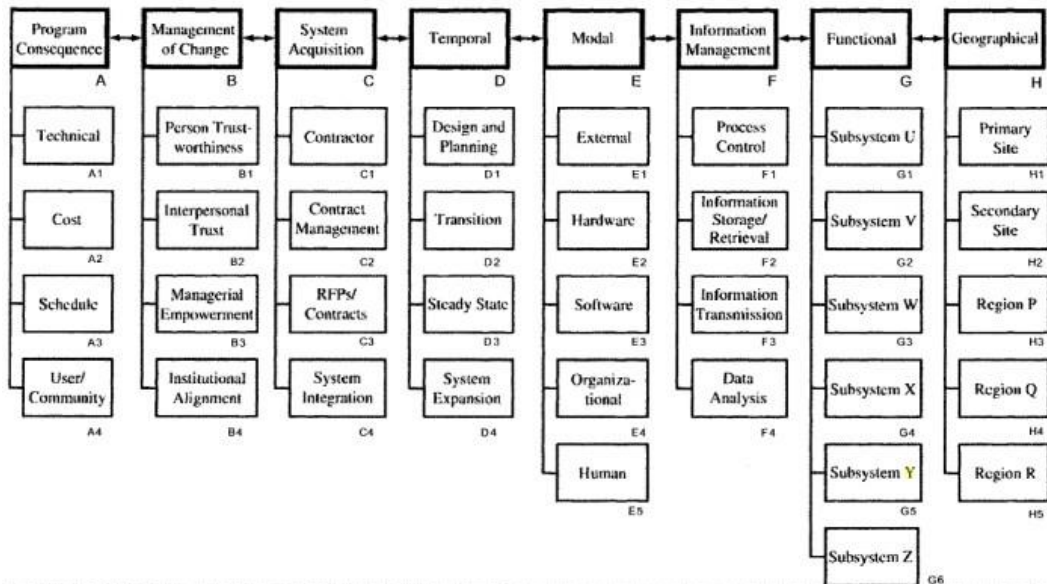 Program
Consequence
A
Management
of Change
B
System
Acquisition
C
Temporal
D
Modal
E
Information
Management
F
Functional
G
Geographical
H
Technical
A1
Cost
A2
Schedule
A3
User/
Community
A4
Person Trust-
worthiness
B1
Interpersonal
Trust
B2
Managerial
Empowerment
B3
Institutional
Alignment
B4
Contractor
C1
Contract
Management
C2
RFPs/
Contracts
C3
System
Integration
C4
Design and
Planning
D1
Transition
D2
Steady State
D3
System
Expansion
D4
External
E1
Hardware
E2
Software
E3
Organiza-
tional
E4
Human
E5
Process
Control
F1
Information
Storage/
Retrieval
F2
Information
Transmission
F3
Data
Analysis
F4
Subsystem U
G1
Subsystem V
G2
Subsystem W
G3
Subsystem X
G4
Subsystem Y
G5
Subsystem Z
G6
Primary
Site
H1
Secondary
Site
H2
Region P
H3
Region Q
H4
Region R
H5